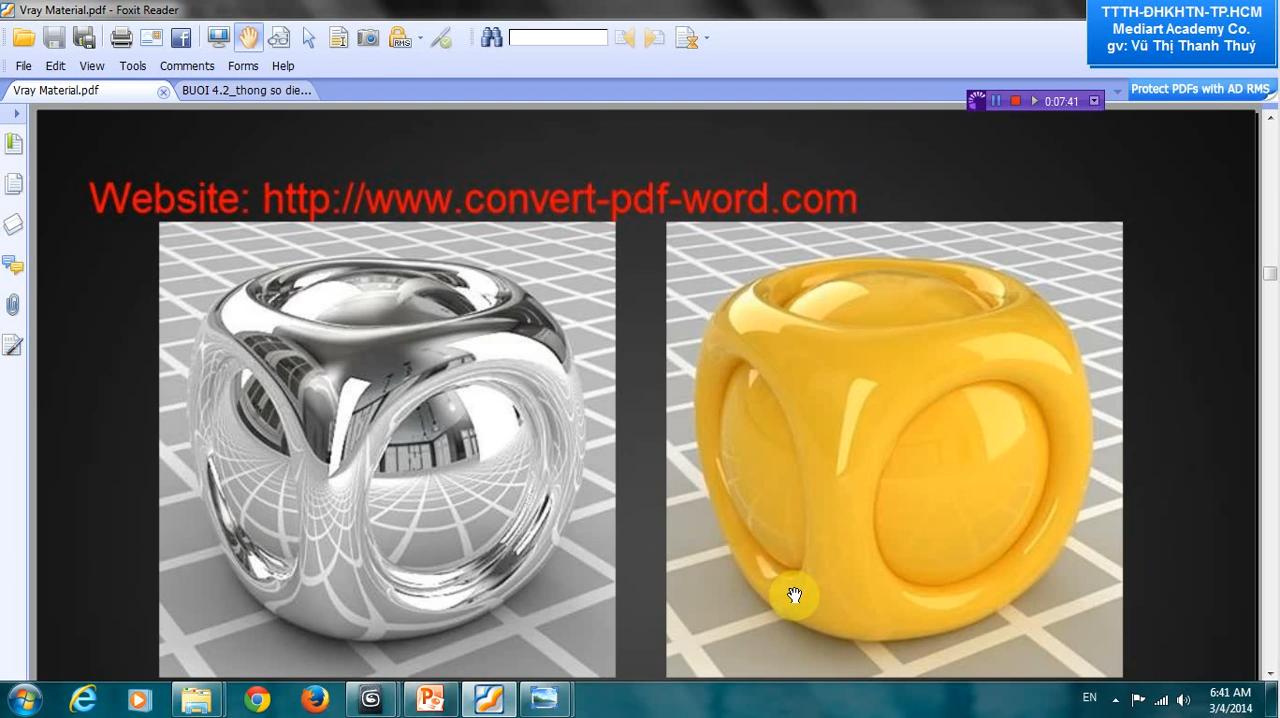 Vray Material.pdf - Foxit Reader
TTTH-ĐHKHTN-TP.HCM
Mediart Academy Co.
gv: Vũ Thị Thanh Thuý
RMS
File Edit View Tools Comments Forms Help
Vray Material.pdf
BUOI 4.2_thong so die...
Protect PDFs with AD RMS
0:07:41
Website: http://www.convert-pdf-word.com
EN
6:41 AM
3/4/2014